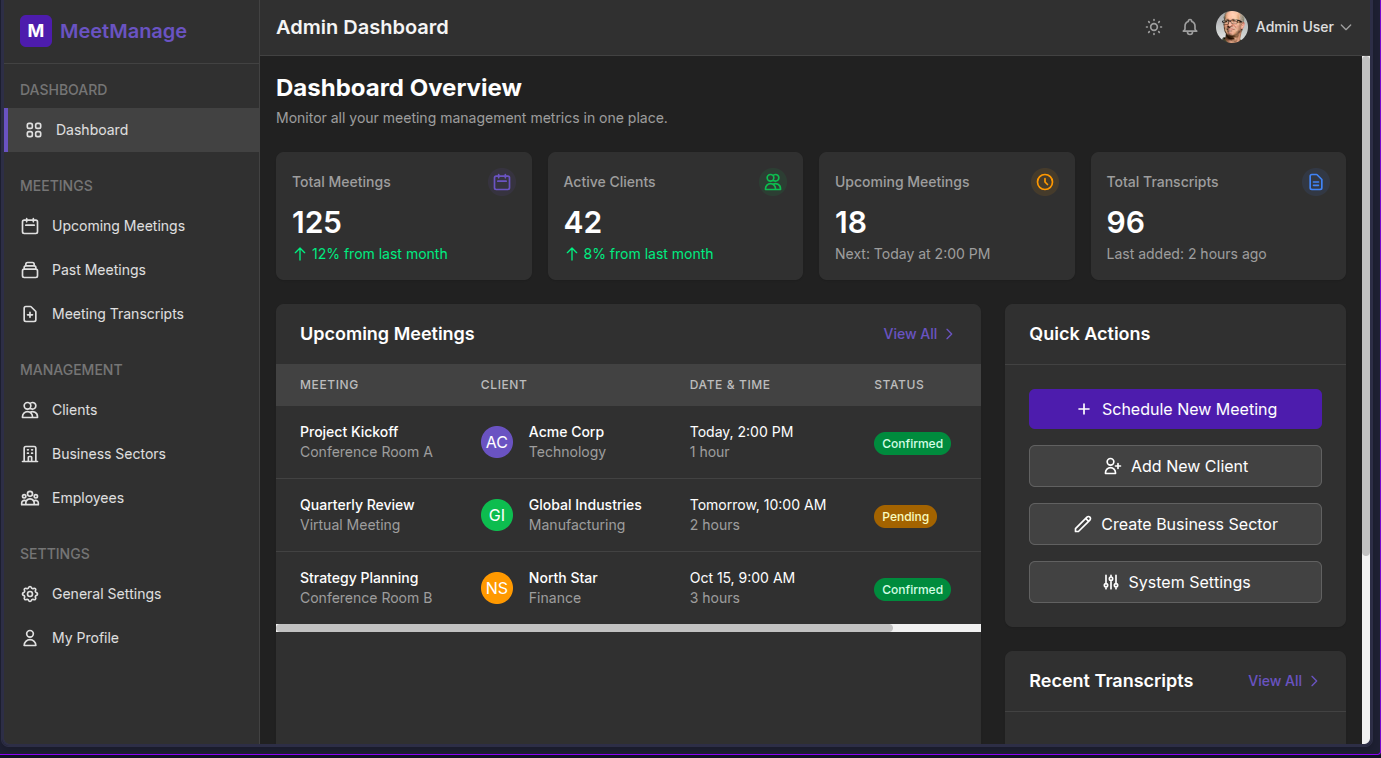 M MeetManage
Admin Dashboard
Admin User
DASHBOARD
Dashboard
MEETINGS
Upcoming Meetings
Past Meetings
Meeting Transcripts
MANAGEMENT
Clients
Business Sectors
Employees
SETTINGS
General Settings
My Profile
Dashboard Overview
Monitor all your meeting management metrics in one place.
Total Meetings
125
12% from last month
Active Clients
42
8% from last month
Upcoming Meetings
18
Next: Today at 2:00 PM
Total Transcripts
96
Last added: 2 hours ago
Upcoming Meetings
View All
MEETING CLIENT DATE & TIME STATUS
Project Kickoff
Conference Room A
AC
Acme Corp
Technology
Today, 2:00 PM
1 hour
Confirmed
Quarterly Review
Virtual Meeting
GI
Global Industries
Manufacturing
Tomorrow, 10:00 AM
2 hours
Pending
Strategy Planning
Conference Room B
NS
North Star
Finance
Oct 15, 9:00 AM
3 hours
Confirmed
Quick Actions
Schedule New Meeting
Add New Client
Create Business Sector
System Settings
Recent Transcripts
View All